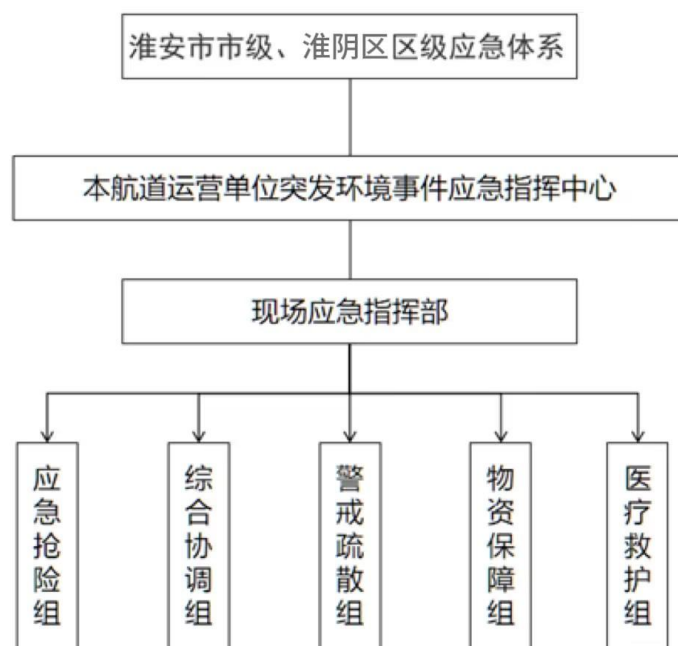 淮安市市级、淮阴区区级应急体系
本航道运营单位突发环境事件应急指挥中心
现场应急指挥部
应急抢险组
综合协调组
警戒疏散组
物资保障组
医疗救护组